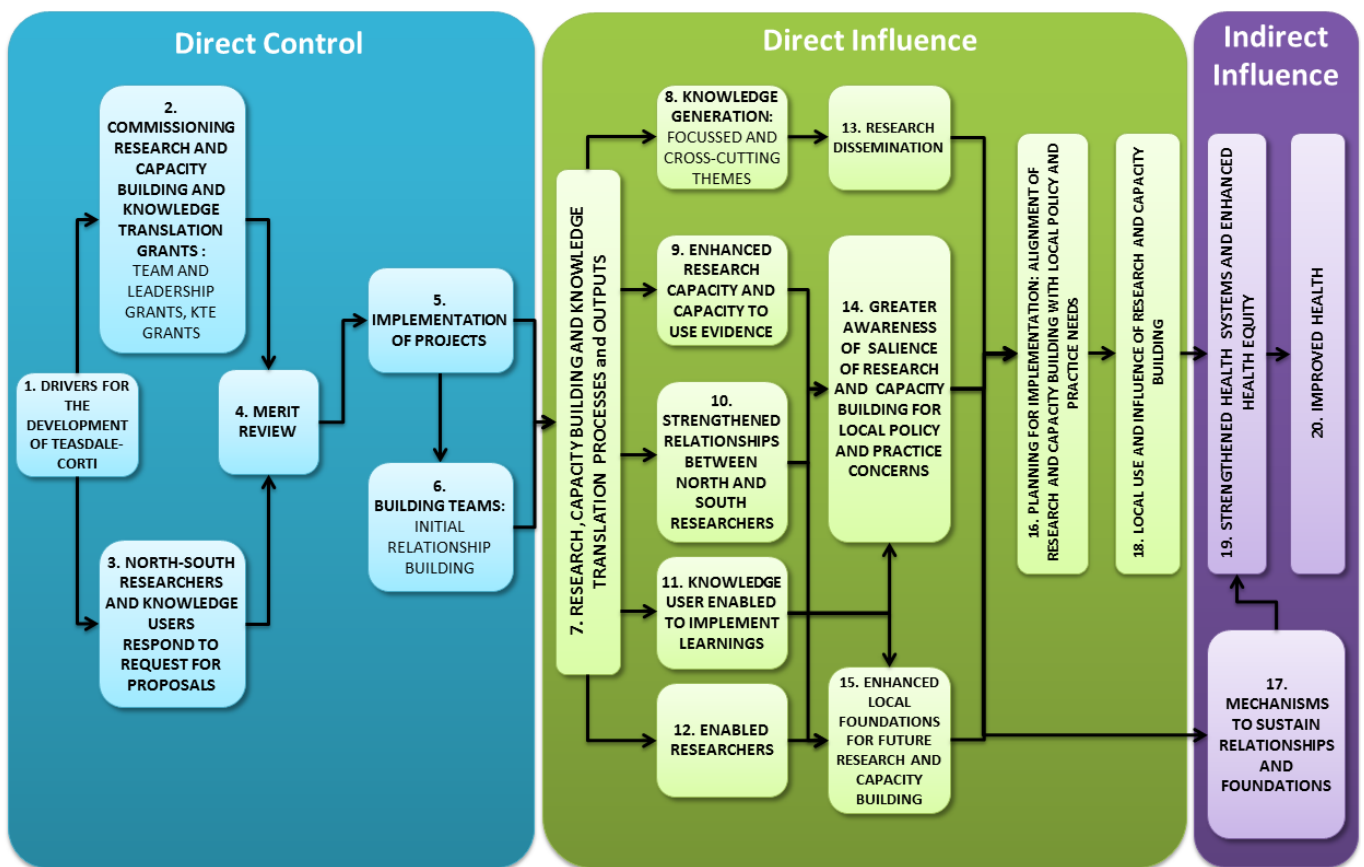 Direct Control
2.
COMMISSIONING
RESEARCH AND
CAPACITY
BUILDING AND
KNOWLEDGE
TRANSLATION
GRANTS :
TEAM AND
LEADERSHIP
GRANTS, KTE
GRANTS
1. DRIVERS FOR
THE
DEVELOPMENT
OF TEASDALE-
CORTI
3. NORTH-SOUTH
RESEARCHERS
AND KNOWLEDGE
USERS
RESPOND TO
REQUEST FOR
PROPOSALS
4. MERIT
REVIEW
5.
IMPLEMENTATION
OF PROJECTS
6.
BUILDING TEAMS:
INITIAL
RELATIONSHIP
BUILDING
Direct Influence
7. RESEARCH, CAPACITY BUILDING AND KNOWLEDGE
TRANSLATION PROCESSES and OUTPUTS
8. KNOWLEDGE
GENERATION:
FOCUSSED AND
CROSS-CUTTING
THEMES
9. ENHANCED
RESEARCH
CAPACITY AND
CAPACITY TO
USE EVIDENCE
10.
STRENGTHENED
RELATIONSHIPS
BETWEEN
NORTH AND
SOUTH
RESEARCHERS
11. KNOWLEDGE
USER ENABLED
TO IMPLEMENT
LEARNINGS
12. ENABLED
RESEARCHERS
13. RESEARCH
DISSEMINATION
14. GREATER
AWARENESS
OF SALIENCE OF
RESEARCH
AND CAPACITY
BUILDING FOR
LOCAL POLICY
AND PRACTICE
CONCERNS
15. ENHANCED
LOCAL
FOUNDATIONS
FOR FUTURE
RESEARCH AND
CAPACITY
BUILDING
16. PLANNING FOR IMPLEMENTATION: ALIGNMENT OF
RESEARCH AND CAPACITY BUILDING WITH LOCAL POLICY AND
PRACTICE NEEDS
18. LOCAL USE AND INFLUENCE OF RESEARCH AND CAPACITY
BUILDING
Indirect
Influence
19. STRENGTHENED HEALTH SYSTEMS AND ENHANCED
HEALTH EQUITY
20. IMPROVED HEALTH
17.
MECHANISMS
TO SUSTAIN
RELATIONSHIPS
AND
FOUNDATIONS